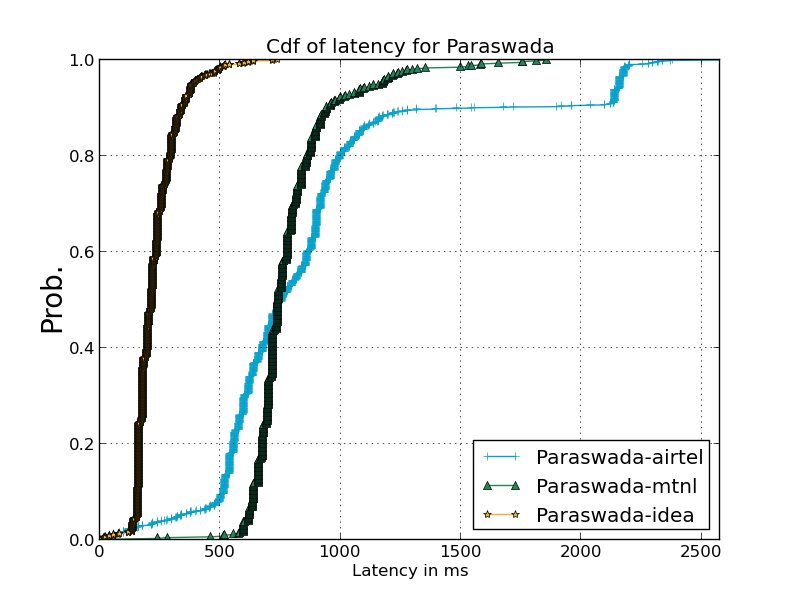 Cdf of latency for Paraswada
Prob.
1.0
0.8
0.6
0.4
0.2
0.0
0
500
1000
1500
2000
2500
Latency in ms
Paraswada-airtel
Paraswada-mtnl
Paraswada-idea